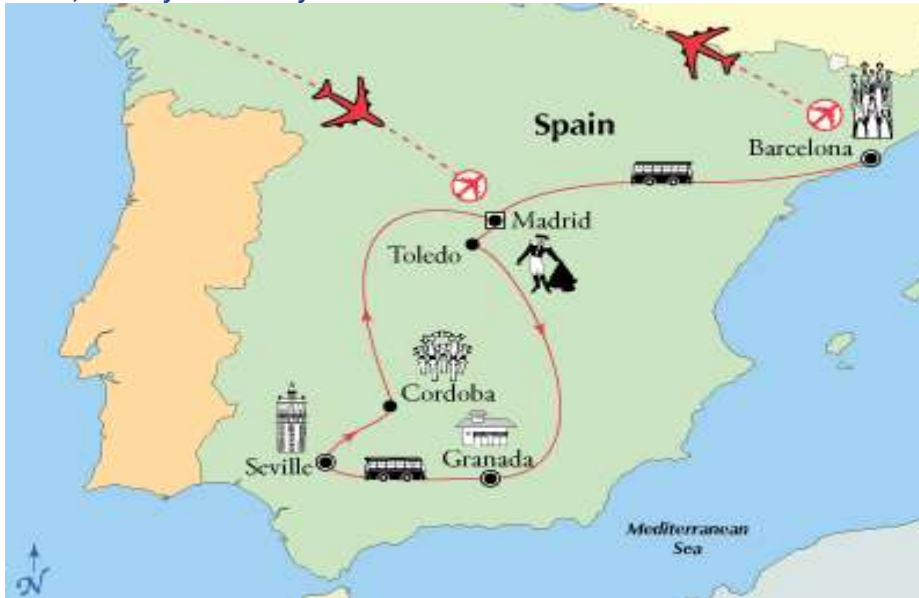 Spain
Barcelona
Madrid
Toledo
Cordoba
Seville
Granada
Mediterranean
Sea
N